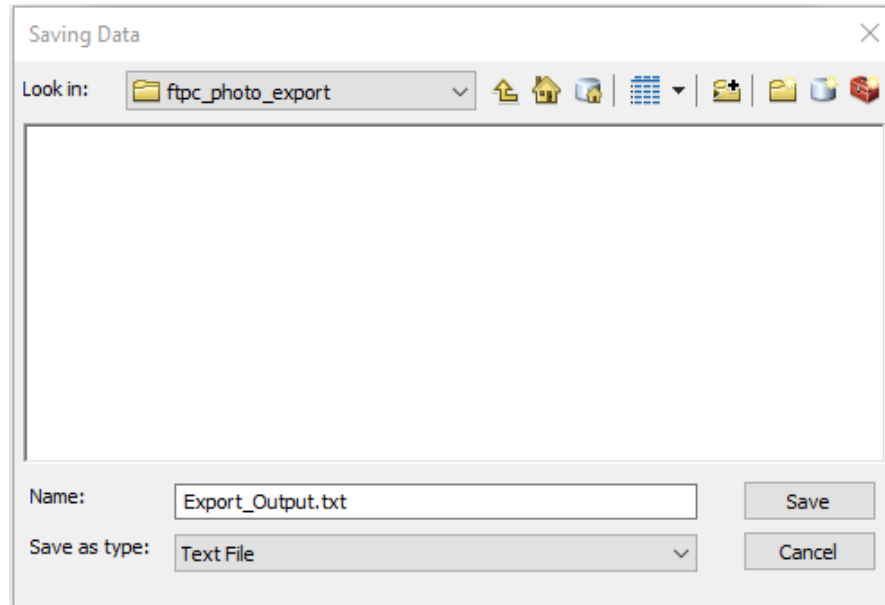 Saving Data
Look in: ftpc_photo_export
Name: Export_Output.txt
Save
Save as type: Text File
Cancel